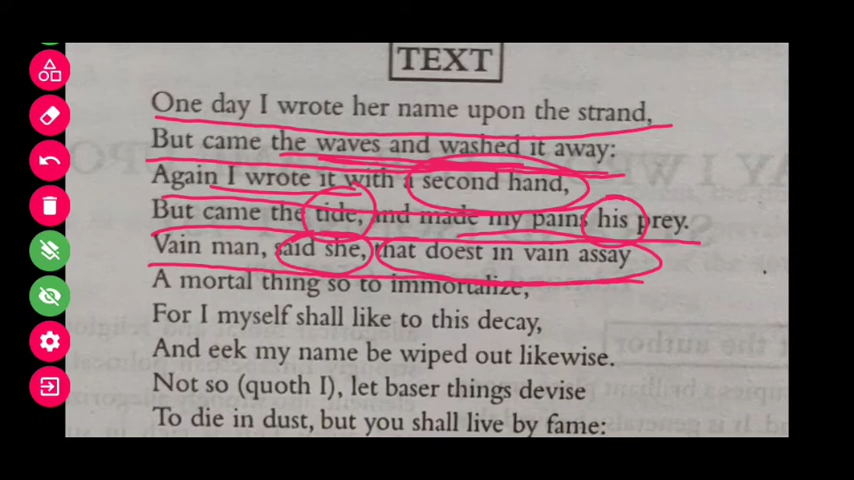 TEXT
One day I wrote her name upon the strand,
But came the waves and washed it away:
Again I wrote it with a second hand,
But came the tide, and made my pains his prey.
Vain man, said she, that doest in vain assay
A mortal thing so to immortalize,
For I myself shall like to this decay,
And eek my name be wiped out likewise.
Not so (quoth I), let baser things devise
To die in dust, but you shall live by fame: